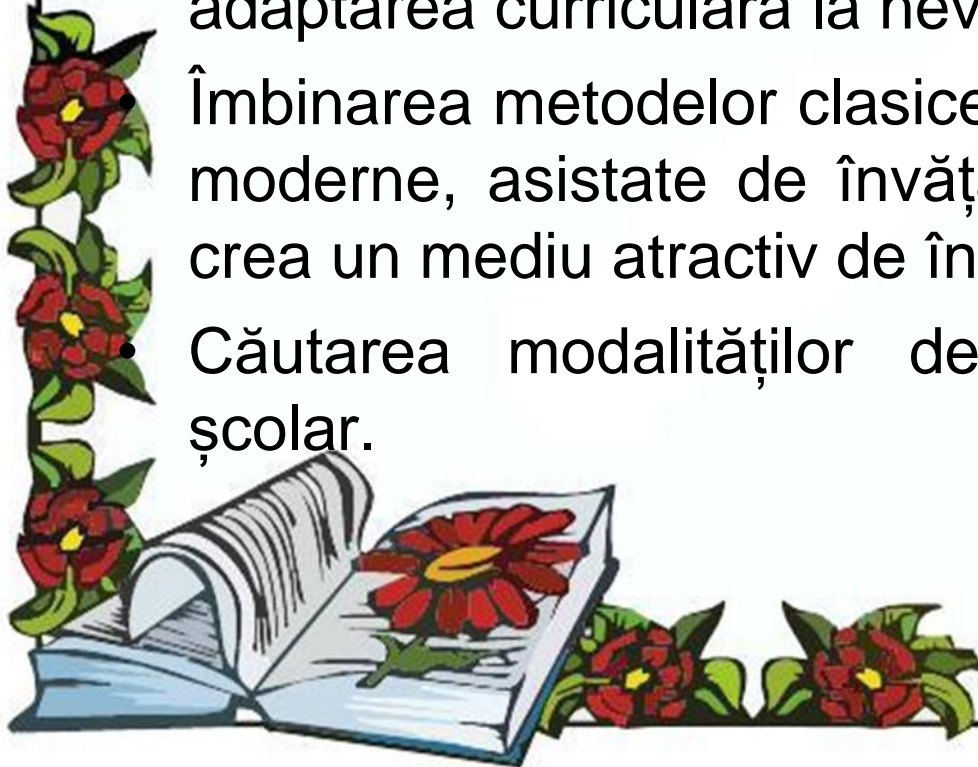 adaptarea curriculară la nev
• Îmbinarea metodelor clasice
moderne, asistate de învăț
crea un mediu atractiv de în
• Căutarea modalităților de
școlar.